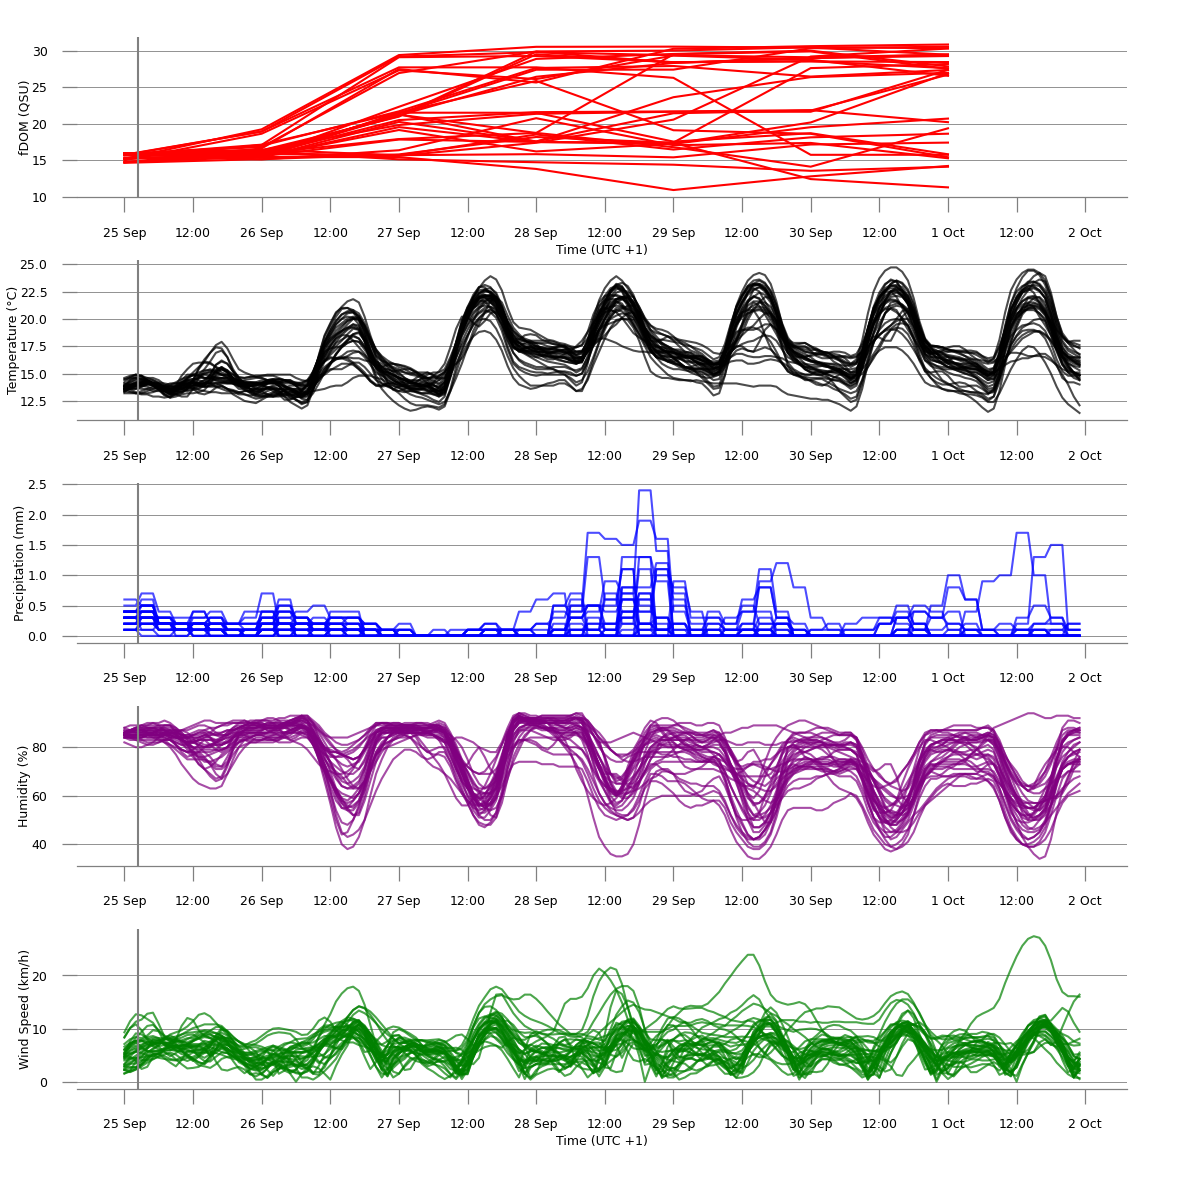 fDOM (QSU)
30
25
20
15
10
25 Sep 12:00 26 Sep 12:00 27 Sep 12:00 28 Sep 12:00 29 Sep 12:00 30 Sep 12:00 1 Oct 12:00 2 Oct
Time (UTC +1)
Temperature (°C)
25.0
22.5
20.0
17.5
15.0
12.5
25 Sep 12:00 26 Sep 12:00 27 Sep 12:00 28 Sep 12:00 29 Sep 12:00 30 Sep 12:00 1 Oct 12:00 2 Oct
Precipitation (mm)
2.5
2.0
1.5
1.0
0.5
0.0
25 Sep 12:00 26 Sep 12:00 27 Sep 12:00 28 Sep 12:00 29 Sep 12:00 30 Sep 12:00 1 Oct 12:00 2 Oct
Humidity (%)
80
60
40
25 Sep 12:00 26 Sep 12:00 27 Sep 12:00 28 Sep 12:00 29 Sep 12:00 30 Sep 12:00 1 Oct 12:00 2 Oct
Wind Speed (km/h)
20
10
0
25 Sep 12:00 26 Sep 12:00 27 Sep 12:00 28 Sep 12:00 29 Sep 12:00 30 Sep 12:00 1 Oct 12:00 2 Oct
Time (UTC +1)